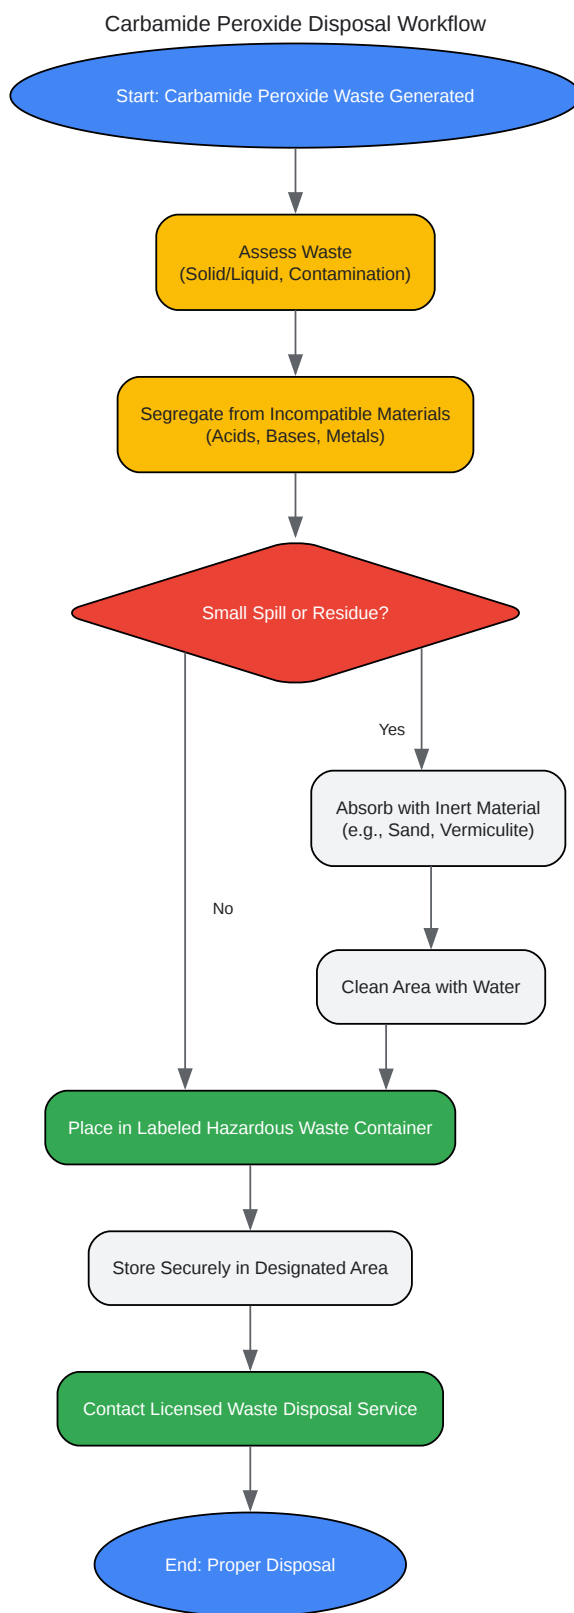 Carbamide Peroxide Disposal Workflow
Start: Carbamide Peroxide Waste Generated
Assess Waste
(Solid/Liquid, Contamination)
Segregate from Incompatible Materials
(Acids, Bases, Metals)
Small Spill or Residue?
Yes
Absorb with Inert Material
(e.g., Sand, Vermiculite)
No
Clean Area with Water
Place in Labeled Hazardous Waste Container
Store Securely in Designated Area
Contact Licensed Waste Disposal Service
End: Proper Disposal